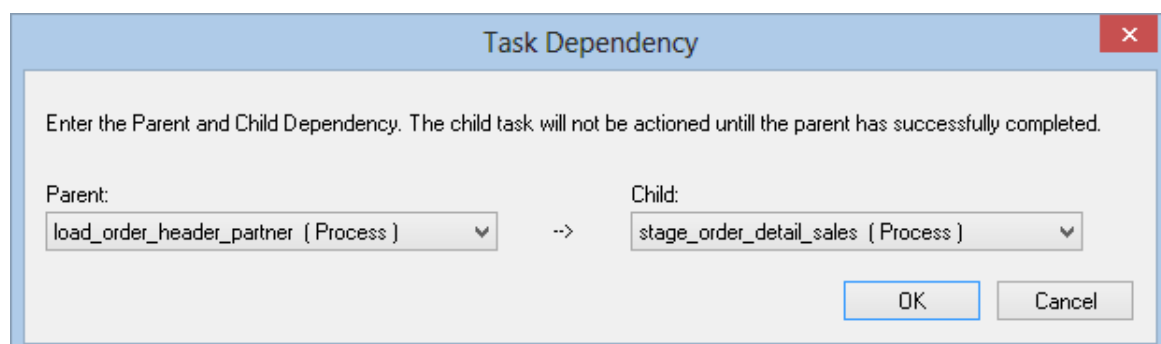 Task Dependency
Enter the Parent and Child Dependency. The child task will not be actioned untill the parent has successfully completed.
Parent: Child:
load_order_header_partner ( Process ) --> stage_order_detail_sales ( Process )
OK Cancel